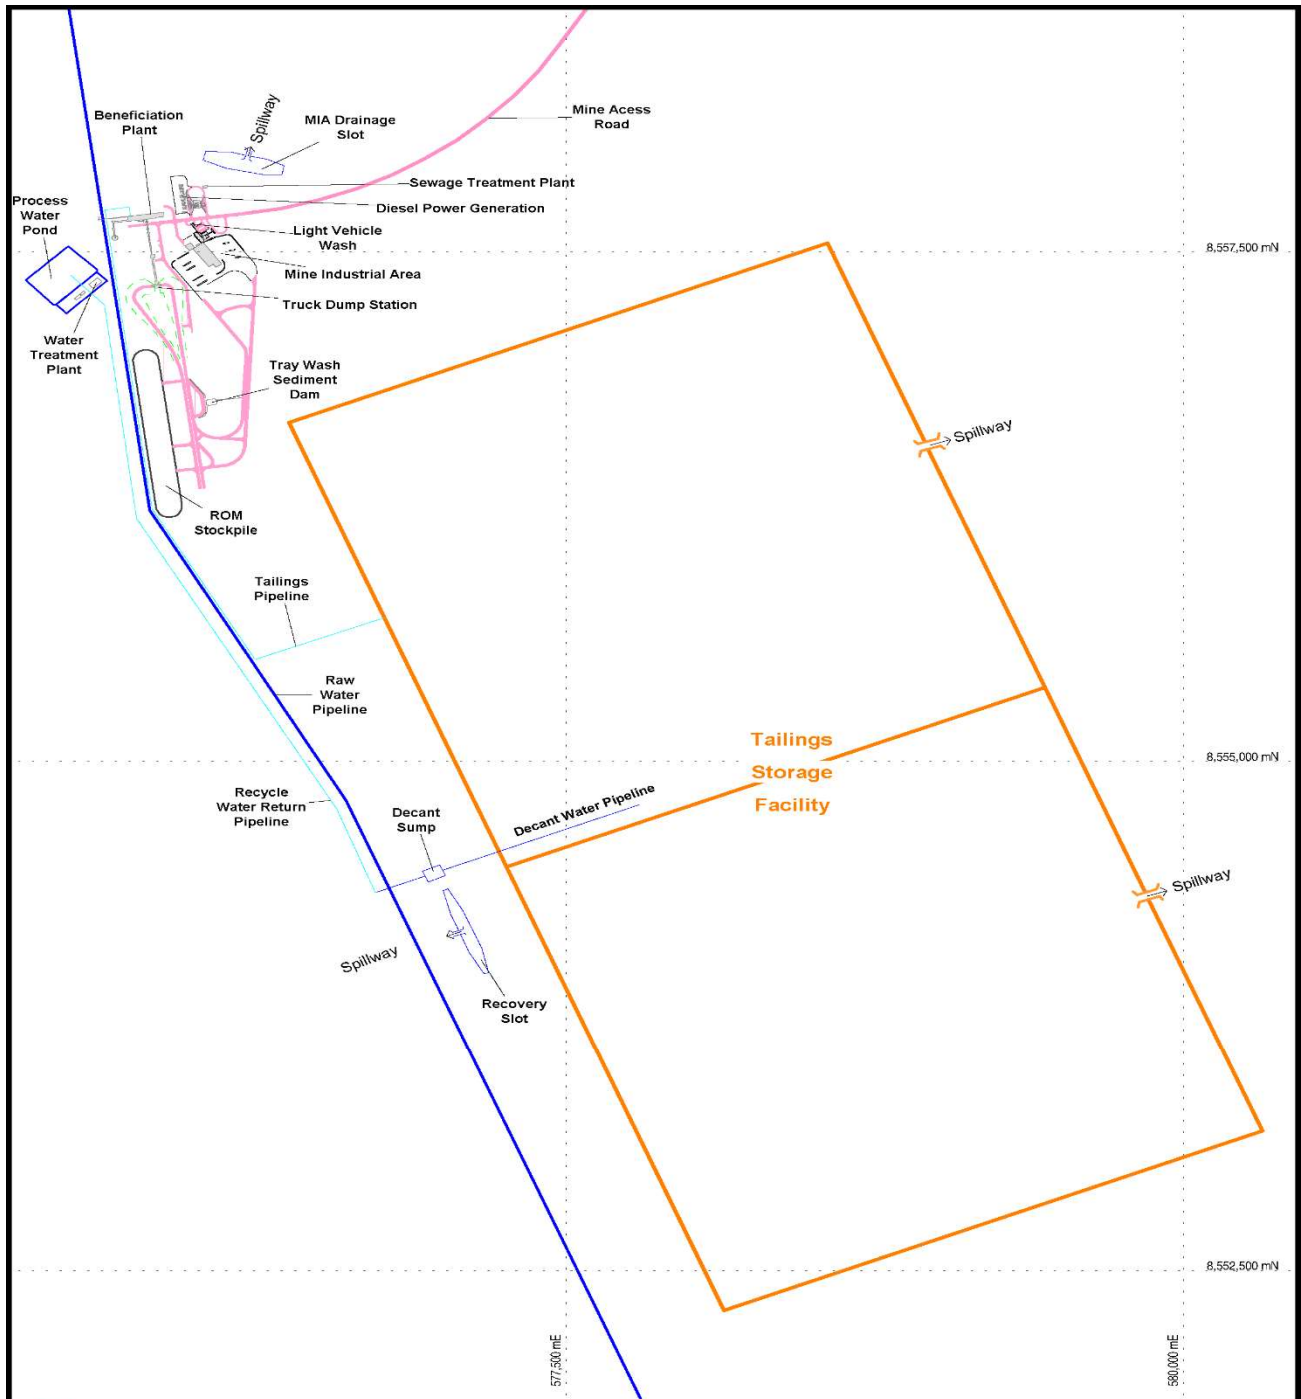 Beneficiation
Plant
Spillway
MIA Drainage
Slot
Mine Acess
Road
Sewage Treatment Plant
Process
Water
Pond
Diesel Power Generation
Light Vehicle
Wash
8,557,500 mN
Mine Industrial Area
Truck Dump Station
Water
Treatment
Plant
Tray Wash
Sediment
Dam
Spillway
ROM
Stockpile
Tailings
Pipeline
Raw
Water
Pipeline
Tailings
Storage
Facility
8,555,000 mN
Recycle
Water Return
Pipeline
Decant
Sump
Decant Water Pipeline
Spillway
Spillway
Recovery
Slot
8,552,500 mN
577,500 mE
580,000 mE